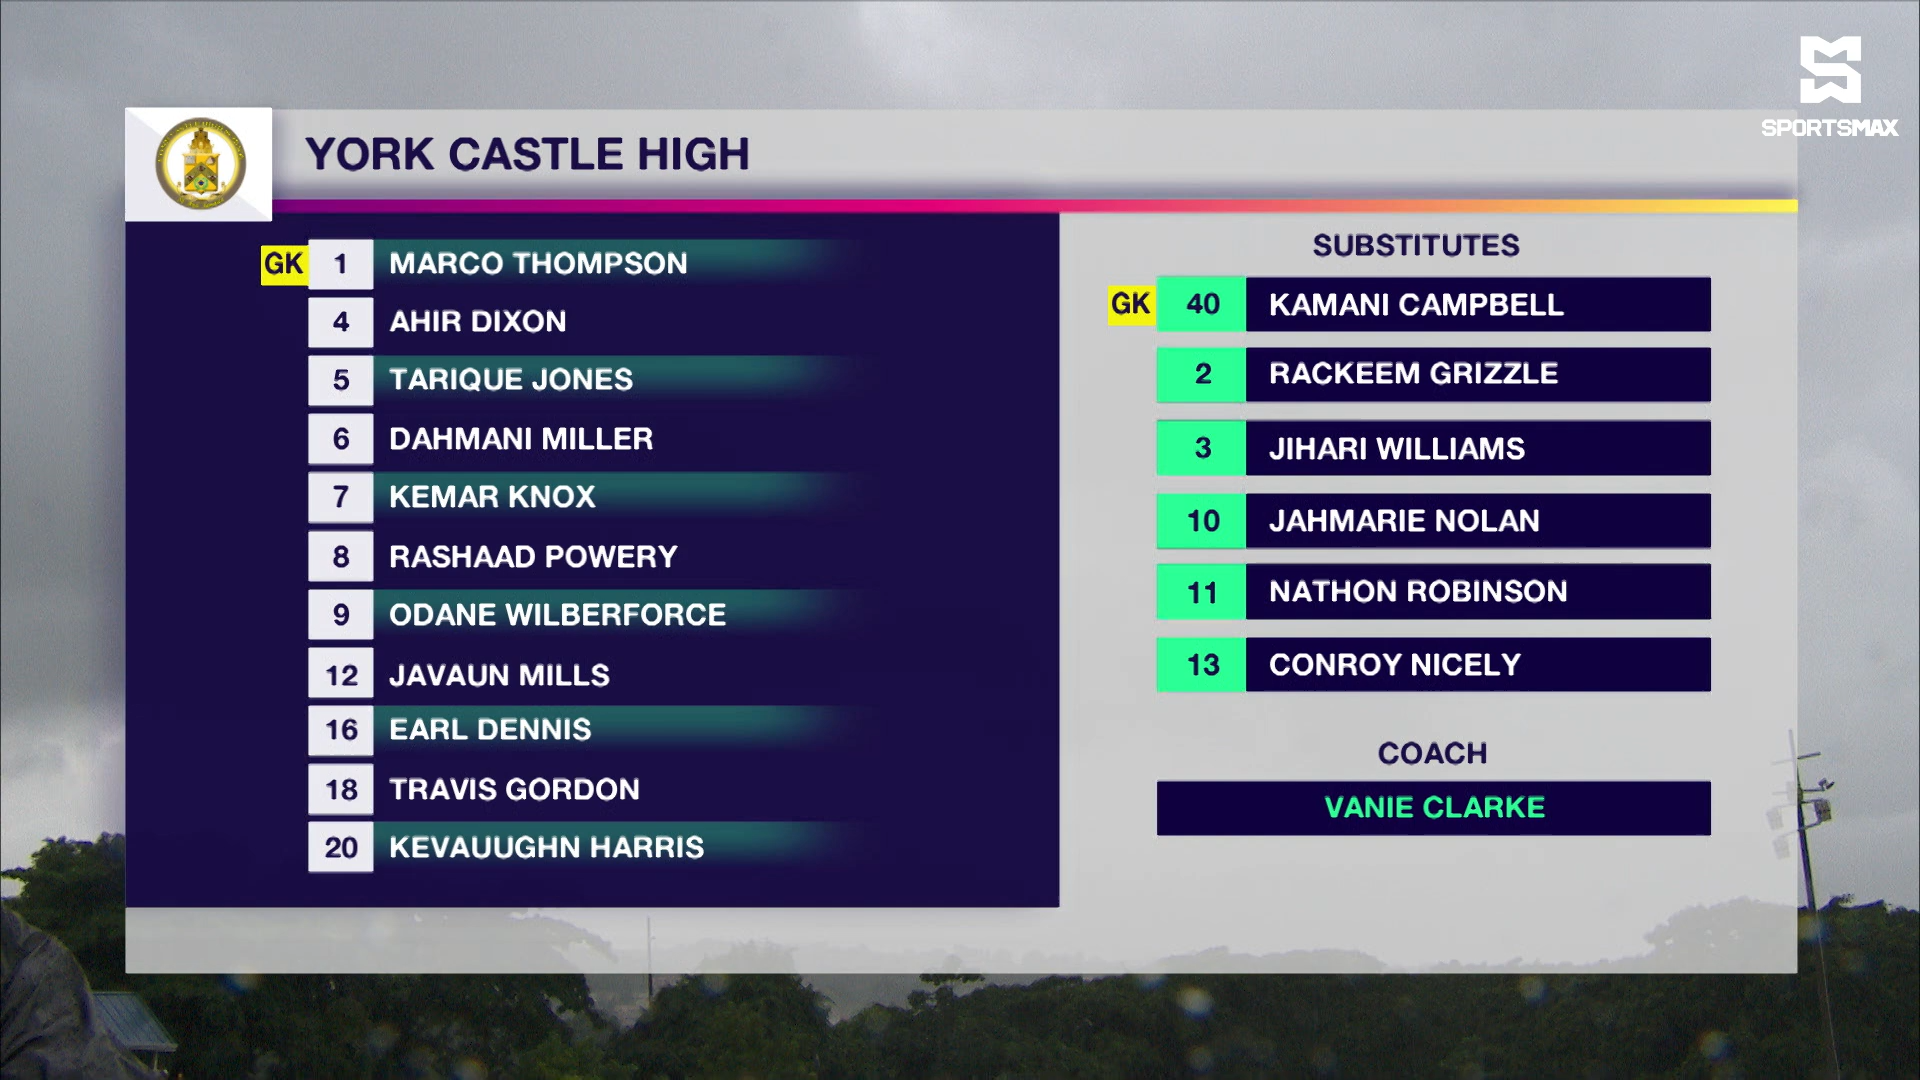 SPORTSMAX
YORK CASTLE HIGH
GK 1 MARCO THOMPSON
4 AHIR DIXON
5 TARIQUE JONES
6 DAHMANI MILLER
7 KEMAR KNOX
8 RASHAAD POWERY
9 ODANE WILBERFORCE
12 JAVAUN MILLS
16 EARL DENNIS
18 TRAVIS GORDON
20 KEVAUUGHN HARRIS
SUBSTITUTES
GK 40 KAMANI CAMPBELL
2 RACKEEM GRIZZLE
3 JIHARI WILLIAMS
10 JAHMARIE NOLAN
11 NATHON ROBINSON
13 CONROY NICELY
COACH
VANIE CLARKE